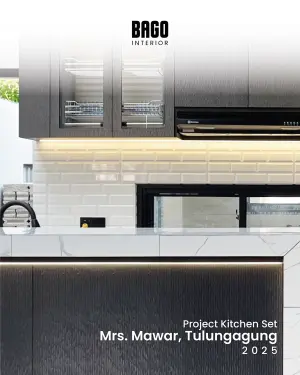 BAGO
INTERIOR
Project Kitchen Set
Mrs. Mawar, Tulungagung
2025